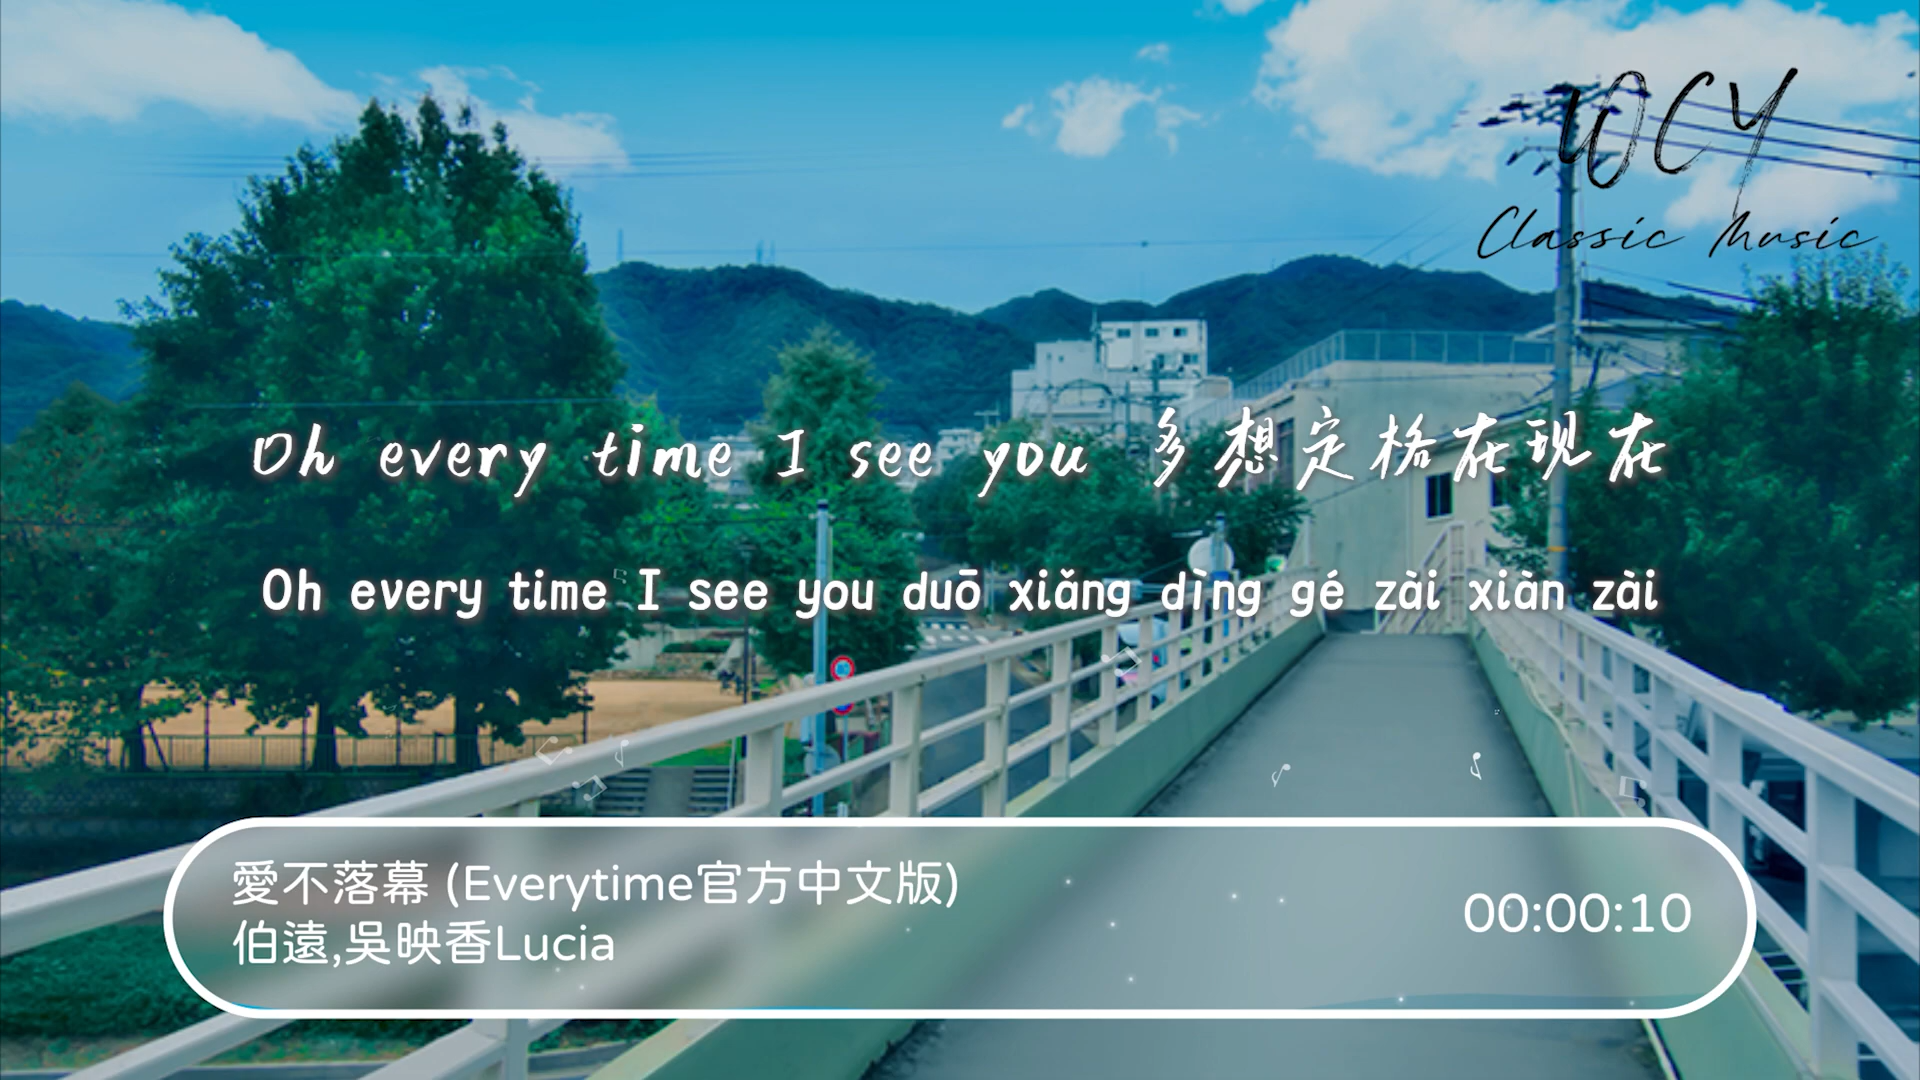 WCY
Classic Music
Oh every time I see you 多想定格在现在
Oh every time I see you duō xiǎng dìng gé zài xiàn zài
愛不落幕 (Everytime官方中文版)
伯遠,吳映香Lucia
00:00:10